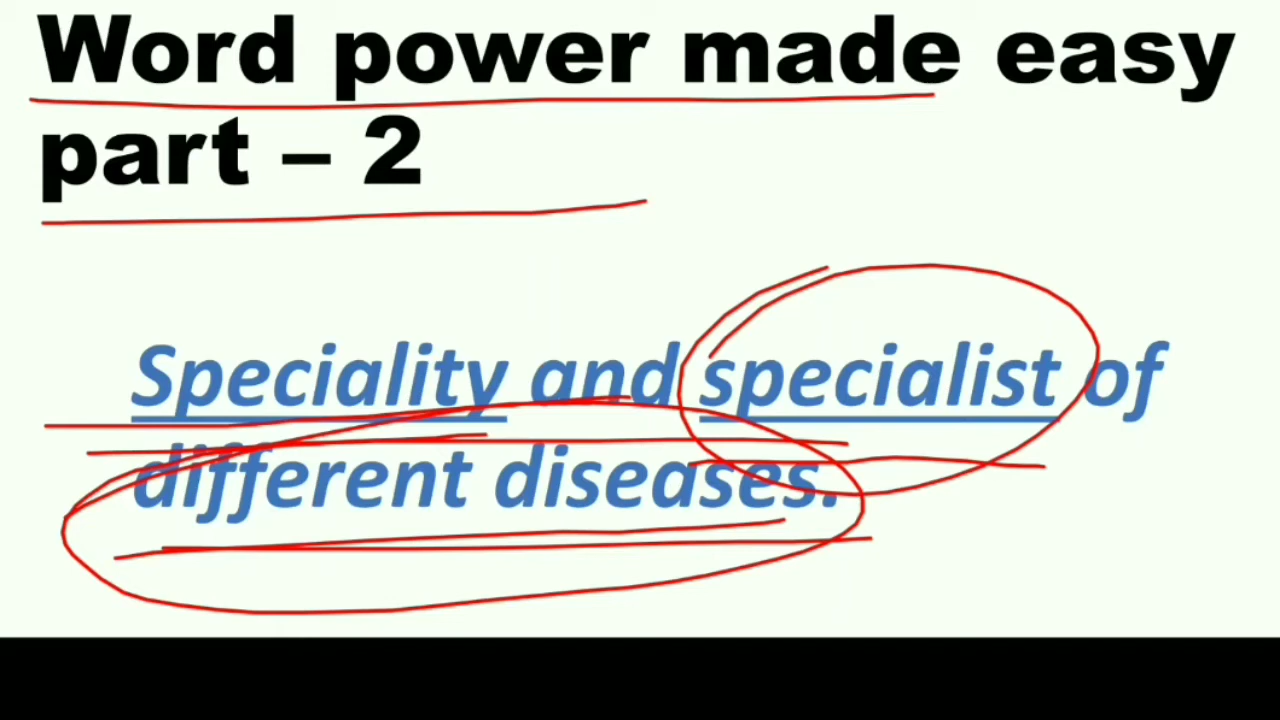 Word power made easy
part – 2
Speciality and specialist of
different diseases.